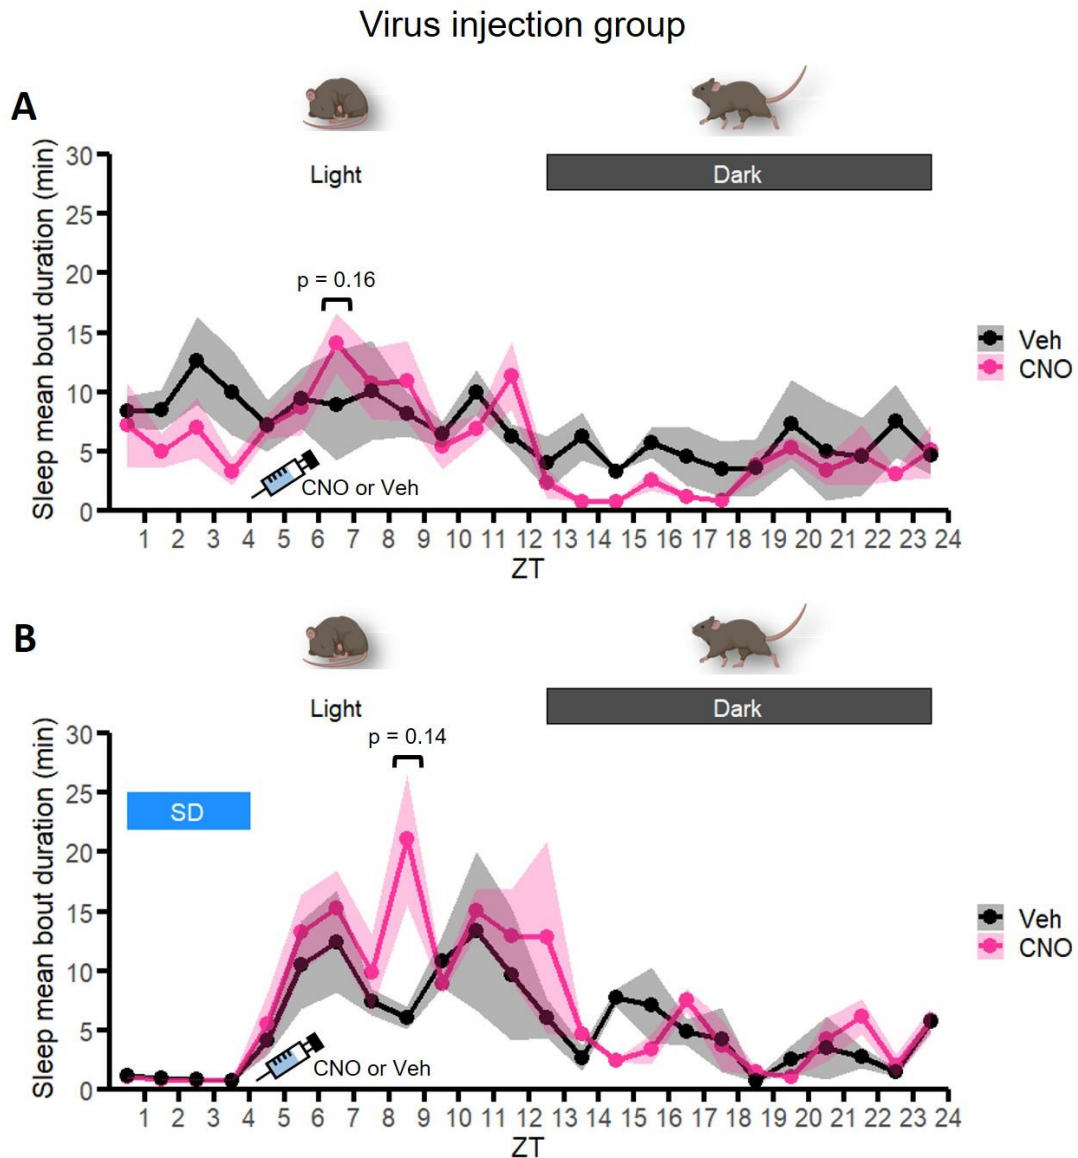 Virus injection group
A
Light
Dark
Sleep mean bout duration (min)
30
25
20
15
10
5
0
p = 0.16
CNO or Veh
1 2 3 4 5 6 7 8 9 10 11 12 13 14 15 16 17 18 19 20 21 22 23 24
ZT
Veh
CNO
B
Light
Dark
Sleep mean bout duration (min)
30
25
20
15
10
5
0
p = 0.14
SD
CNO or Veh
1 2 3 4 5 6 7 8 9 10 11 12 13 14 15 16 17 18 19 20 21 22 23 24
ZT
Veh
CNO